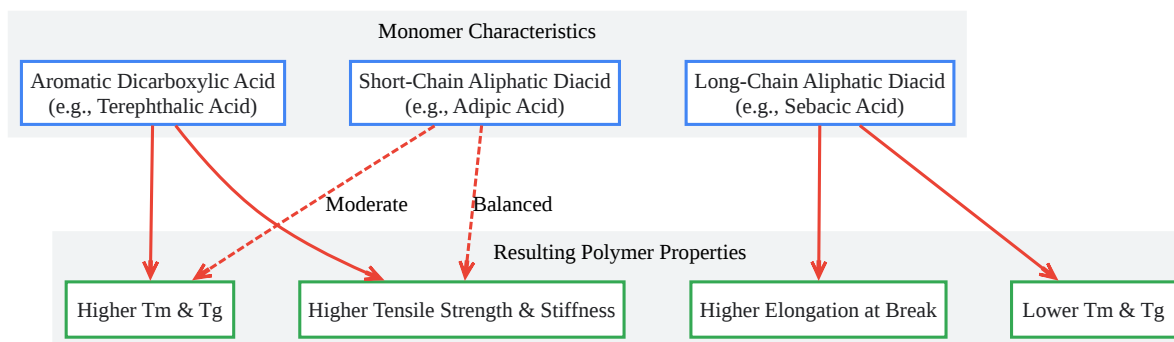 Monomer Characteristics
Aromatic Dicarboxylic Acid
(e.g., Terephthalic Acid)
Short-Chain Aliphatic Diacid
(e.g., Adipic Acid)
Long-Chain Aliphatic Diacid
(e.g., Sebacic Acid)
Moderate
Balanced
Resulting Polymer Properties
Higher Tm & Tg
Higher Tensile Strength & Stiffness
Higher Elongation at Break
Lower Tm & Tg